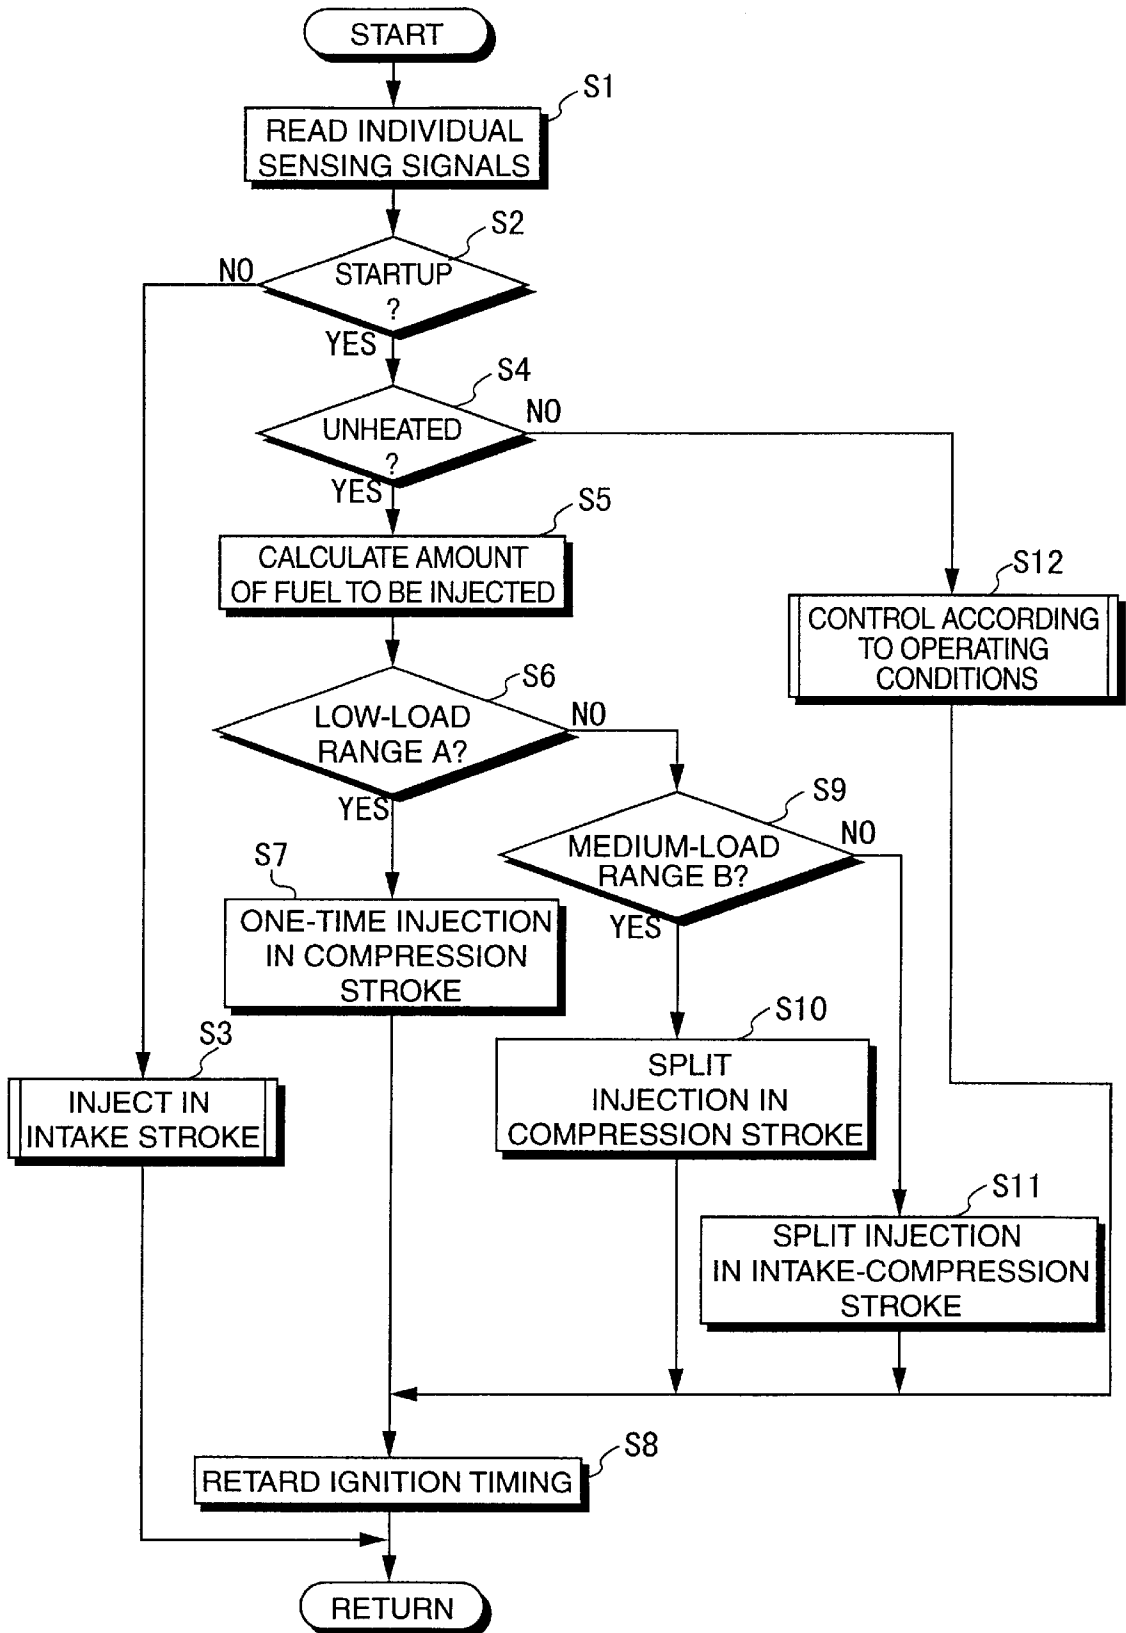 START
S1
READ INDIVIDUAL
SENSING SIGNALS
S2
NO
STARTUP
?
YES
S4
NO
UNHEATED
?
YES
S5
CALCULATE AMOUNT
OF FUEL TO BE INJECTED
S12
CONTROL ACCORDING
TO OPERATING
CONDITIONS
S6
LOW-LOAD
RANGE A?
NO
YES
S9
MEDIUM-LOAD
RANGE B?
NO
YES
S7
ONE-TIME INJECTION
IN COMPRESSION
STROKE
S10
SPLIT
INJECTION IN
COMPRESSION STROKE
S3
INJECT IN
INTAKE STROKE
S11
SPLIT INJECTION
IN INTAKE-COMPRESSION
STROKE
S8
RETARD IGNITION TIMING
RETURN